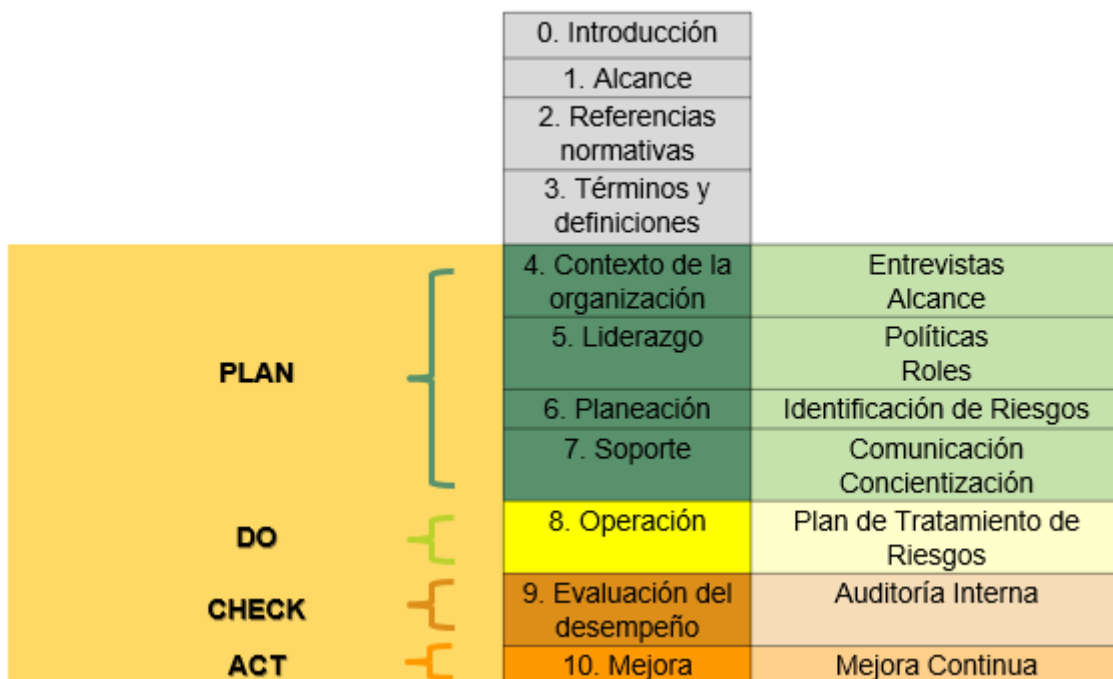 0. Introducción
1. Alcance
2. Referencias
normativas
3. Términos y
definiciones
PLAN
4. Contexto de la
organización
Entrevistas
Alcance
5. Liderazgo
Políticas
Roles
6. Planeación
Identificación de Riesgos
7. Soporte
Comunicación
Concientización
DO
8. Operación
Plan de Tratamiento de
Riesgos
CHECK
9. Evaluación del
desempeño
Auditoría Interna
ACT
10. Mejora
Mejora Continua